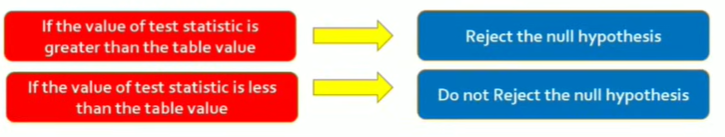 If the value of test statistic is
greater than the table value
Reject the null hypothesis
If the value of test statistic is less
than the table value
Do not Reject the null hypothesis